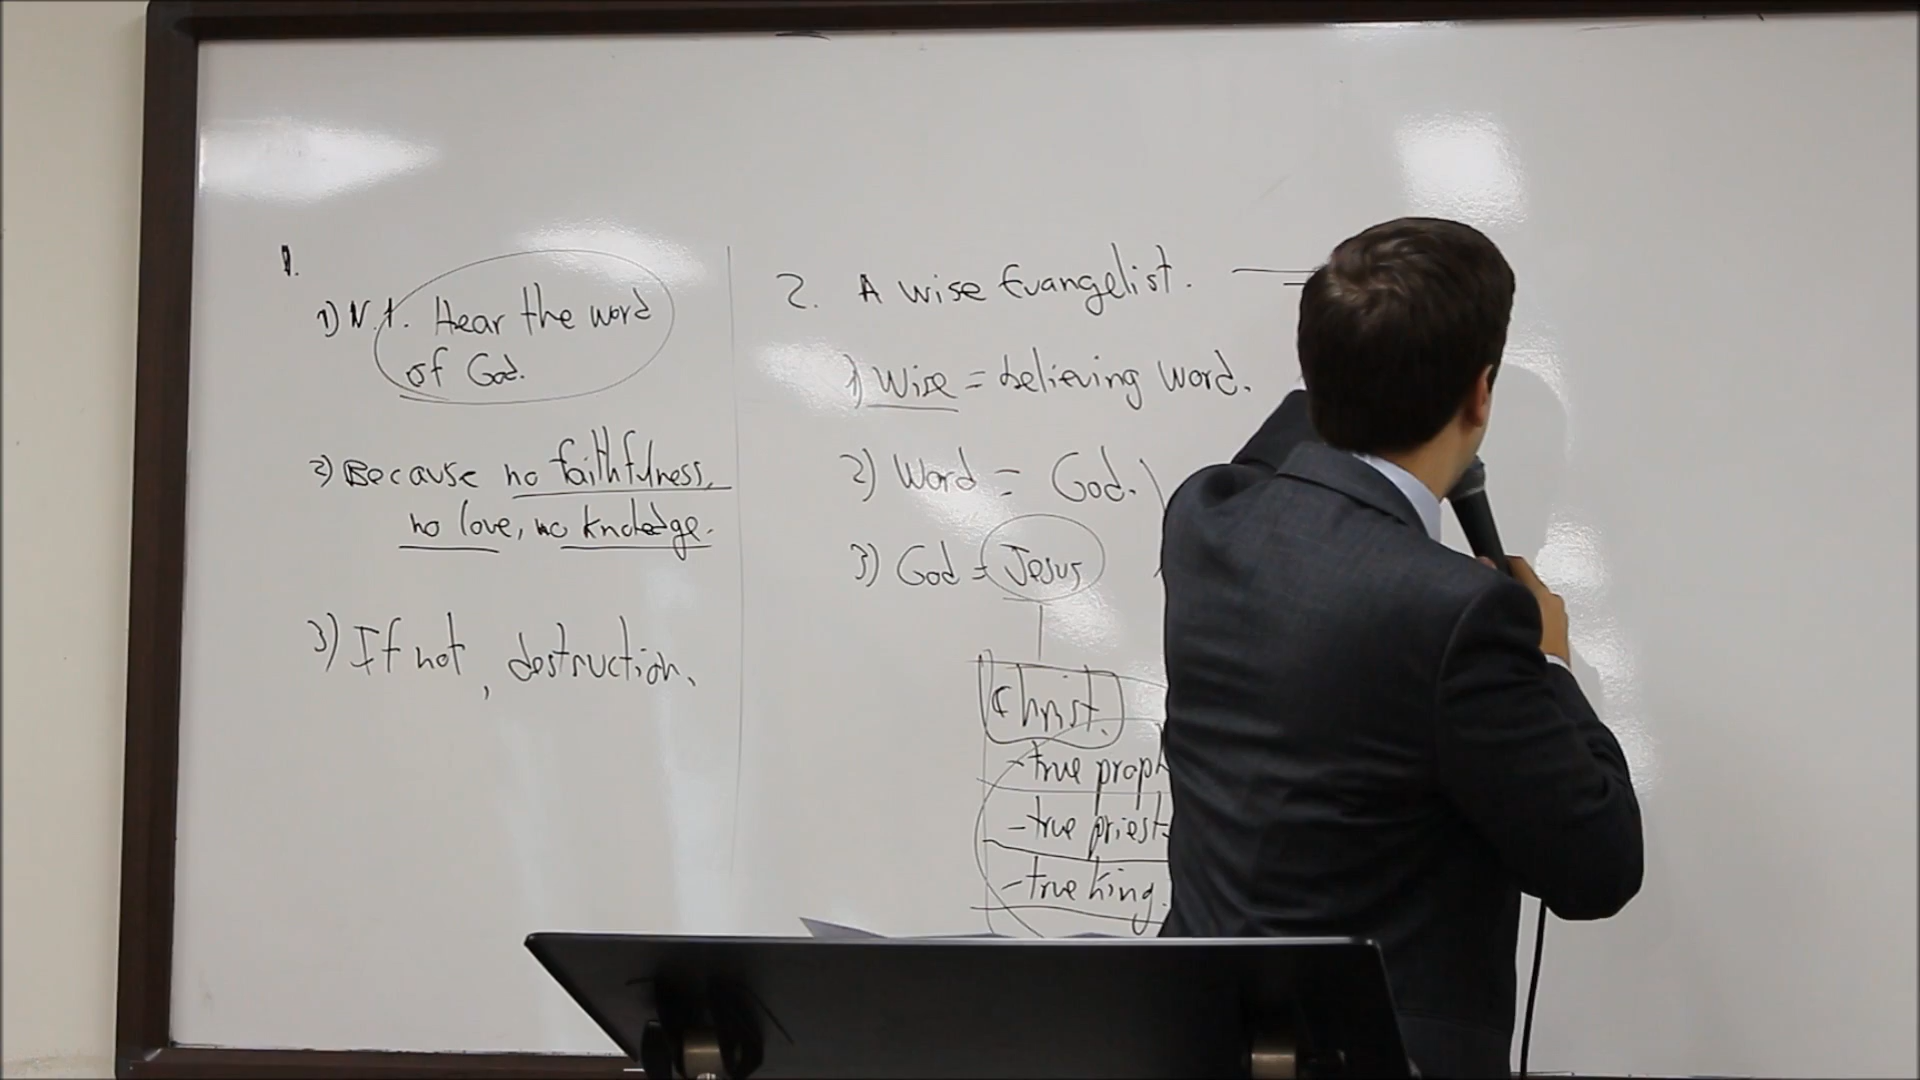 1.
1) N.t. Hear the word
of God.
2) Because no faithfulness,
no love, no knoledge.
3) If not, destruction.
2. A wise Evangelist.
1) Wise = believing word.
2) Word = God.
3) God = Jesus
Christ.
- true proph
- true priest
- true king.